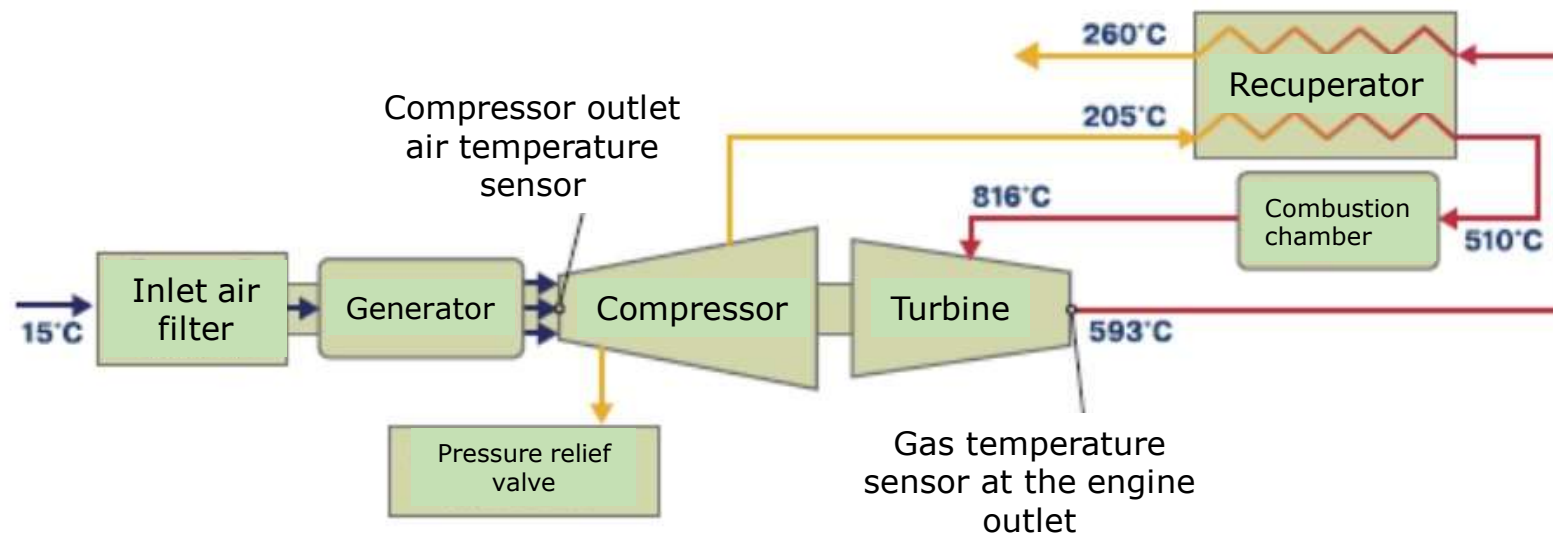 260°C
Recuperator
Compressor outlet
air temperature
sensor
205°C
816°C
Combustion
chamber
510°C
Inlet air
filter
Generator
Compressor
Turbine
15°C
593°C
Pressure relief
valve
Gas temperature
sensor at the engine
outlet